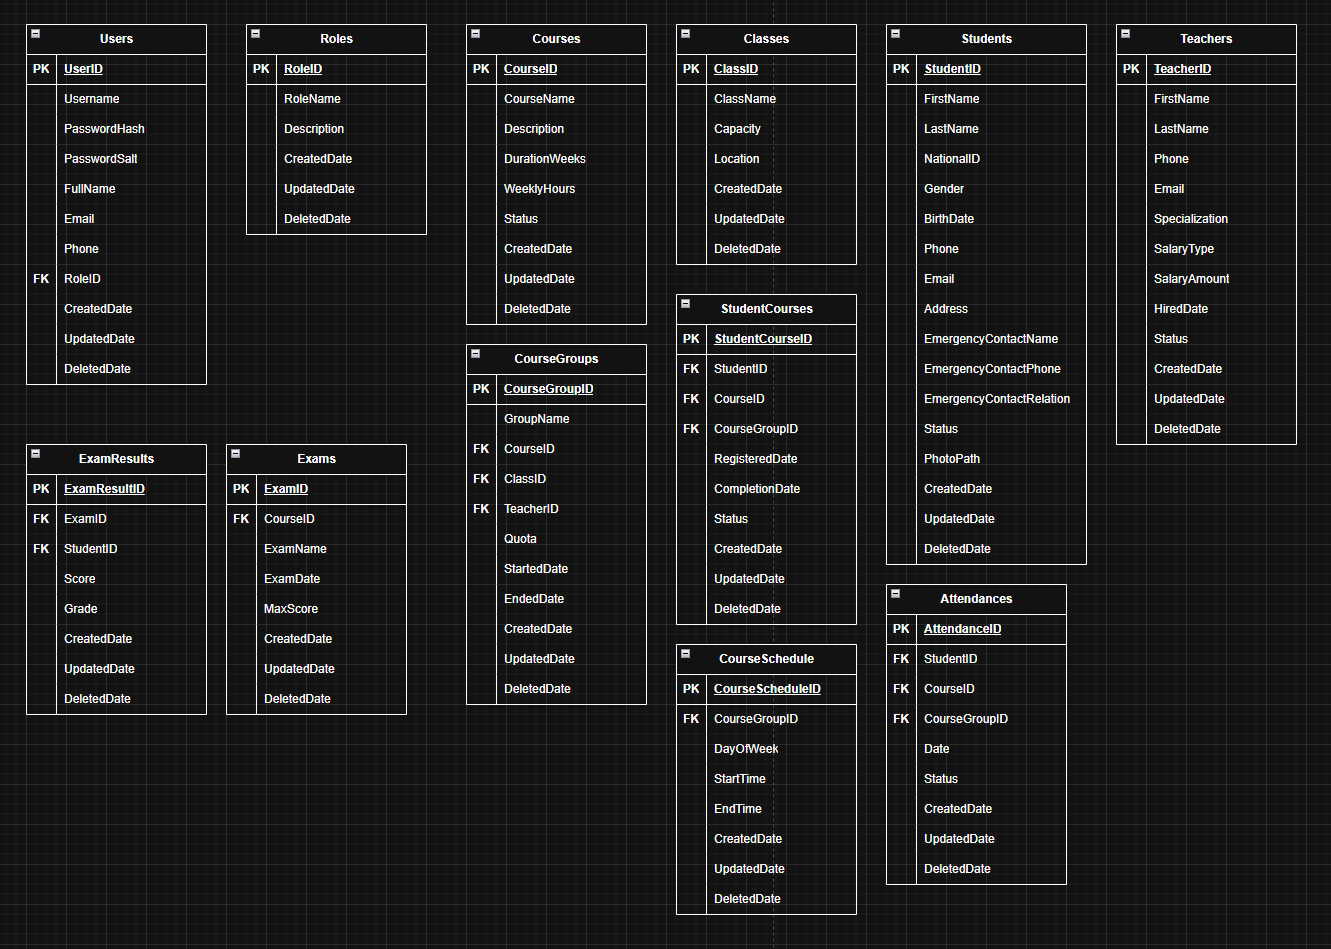 Users
PK UserID
Username
PasswordHash
PasswordSalt
FullName
Email
Phone
FK RoleID
CreatedDate
UpdatedDate
DeletedDate
Roles
PK RoleID
RoleName
Description
CreatedDate
UpdatedDate
DeletedDate
Courses
PK CourseID
CourseName
Description
DurationWeeks
WeeklyHours
Status
CreatedDate
UpdatedDate
DeletedDate
Classes
PK ClassID
ClassName
Capacity
Location
CreatedDate
UpdatedDate
DeletedDate
Students
PK StudentID
FirstName
LastName
NationalID
Gender
BirthDate
Phone
Email
Address
EmergencyContactName
EmergencyContactPhone
EmergencyContactRelation
Status
PhotoPath
CreatedDate
UpdatedDate
DeletedDate
Teachers
PK TeacherID
FirstName
LastName
Phone
Email
Specialization
SalaryType
SalaryAmount
HiredDate
Status
CreatedDate
UpdatedDate
DeletedDate
StudentCourses
PK StudentCourseID
FK StudentID
FK CourseID
FK CourseGroupID
RegisteredDate
CompletionDate
Status
CreatedDate
UpdatedDate
DeletedDate
CourseGroups
PK CourseGroupID
GroupName
FK CourseID
FK ClassID
FK TeacherID
Quota
StartedDate
EndedDate
CreatedDate
UpdatedDate
DeletedDate
ExamResults
PK ExamResultID
FK ExamID
FK StudentID
Score
Grade
CreatedDate
UpdatedDate
DeletedDate
Exams
PK ExamID
FK CourseID
ExamName
ExamDate
MaxScore
CreatedDate
UpdatedDate
DeletedDate
Attendances
PK AttendanceID
FK StudentID
FK CourseID
FK CourseGroupID
Date
Status
CreatedDate
UpdatedDate
DeletedDate
CourseSchedule
PK CourseScheduleID
FK CourseGroupID
DayOfWeek
StartTime
EndTime
CreatedDate
UpdatedDate
DeletedDate